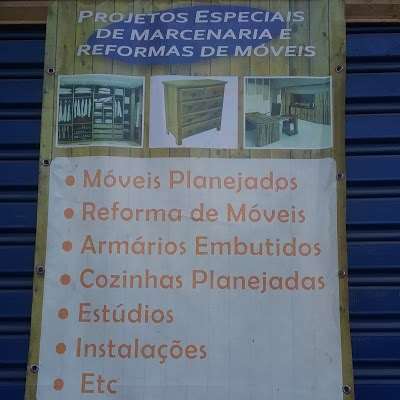 PROJETOS ESPECIAIS
DE MARCENARIA E
REFORMAS DE MÓVEIS
• Móveis Planejados
• Reforma de Móveis
• Armários Embutidos
• Cozinhas Planejadas
• Estúdios
• Instalações
• Etc